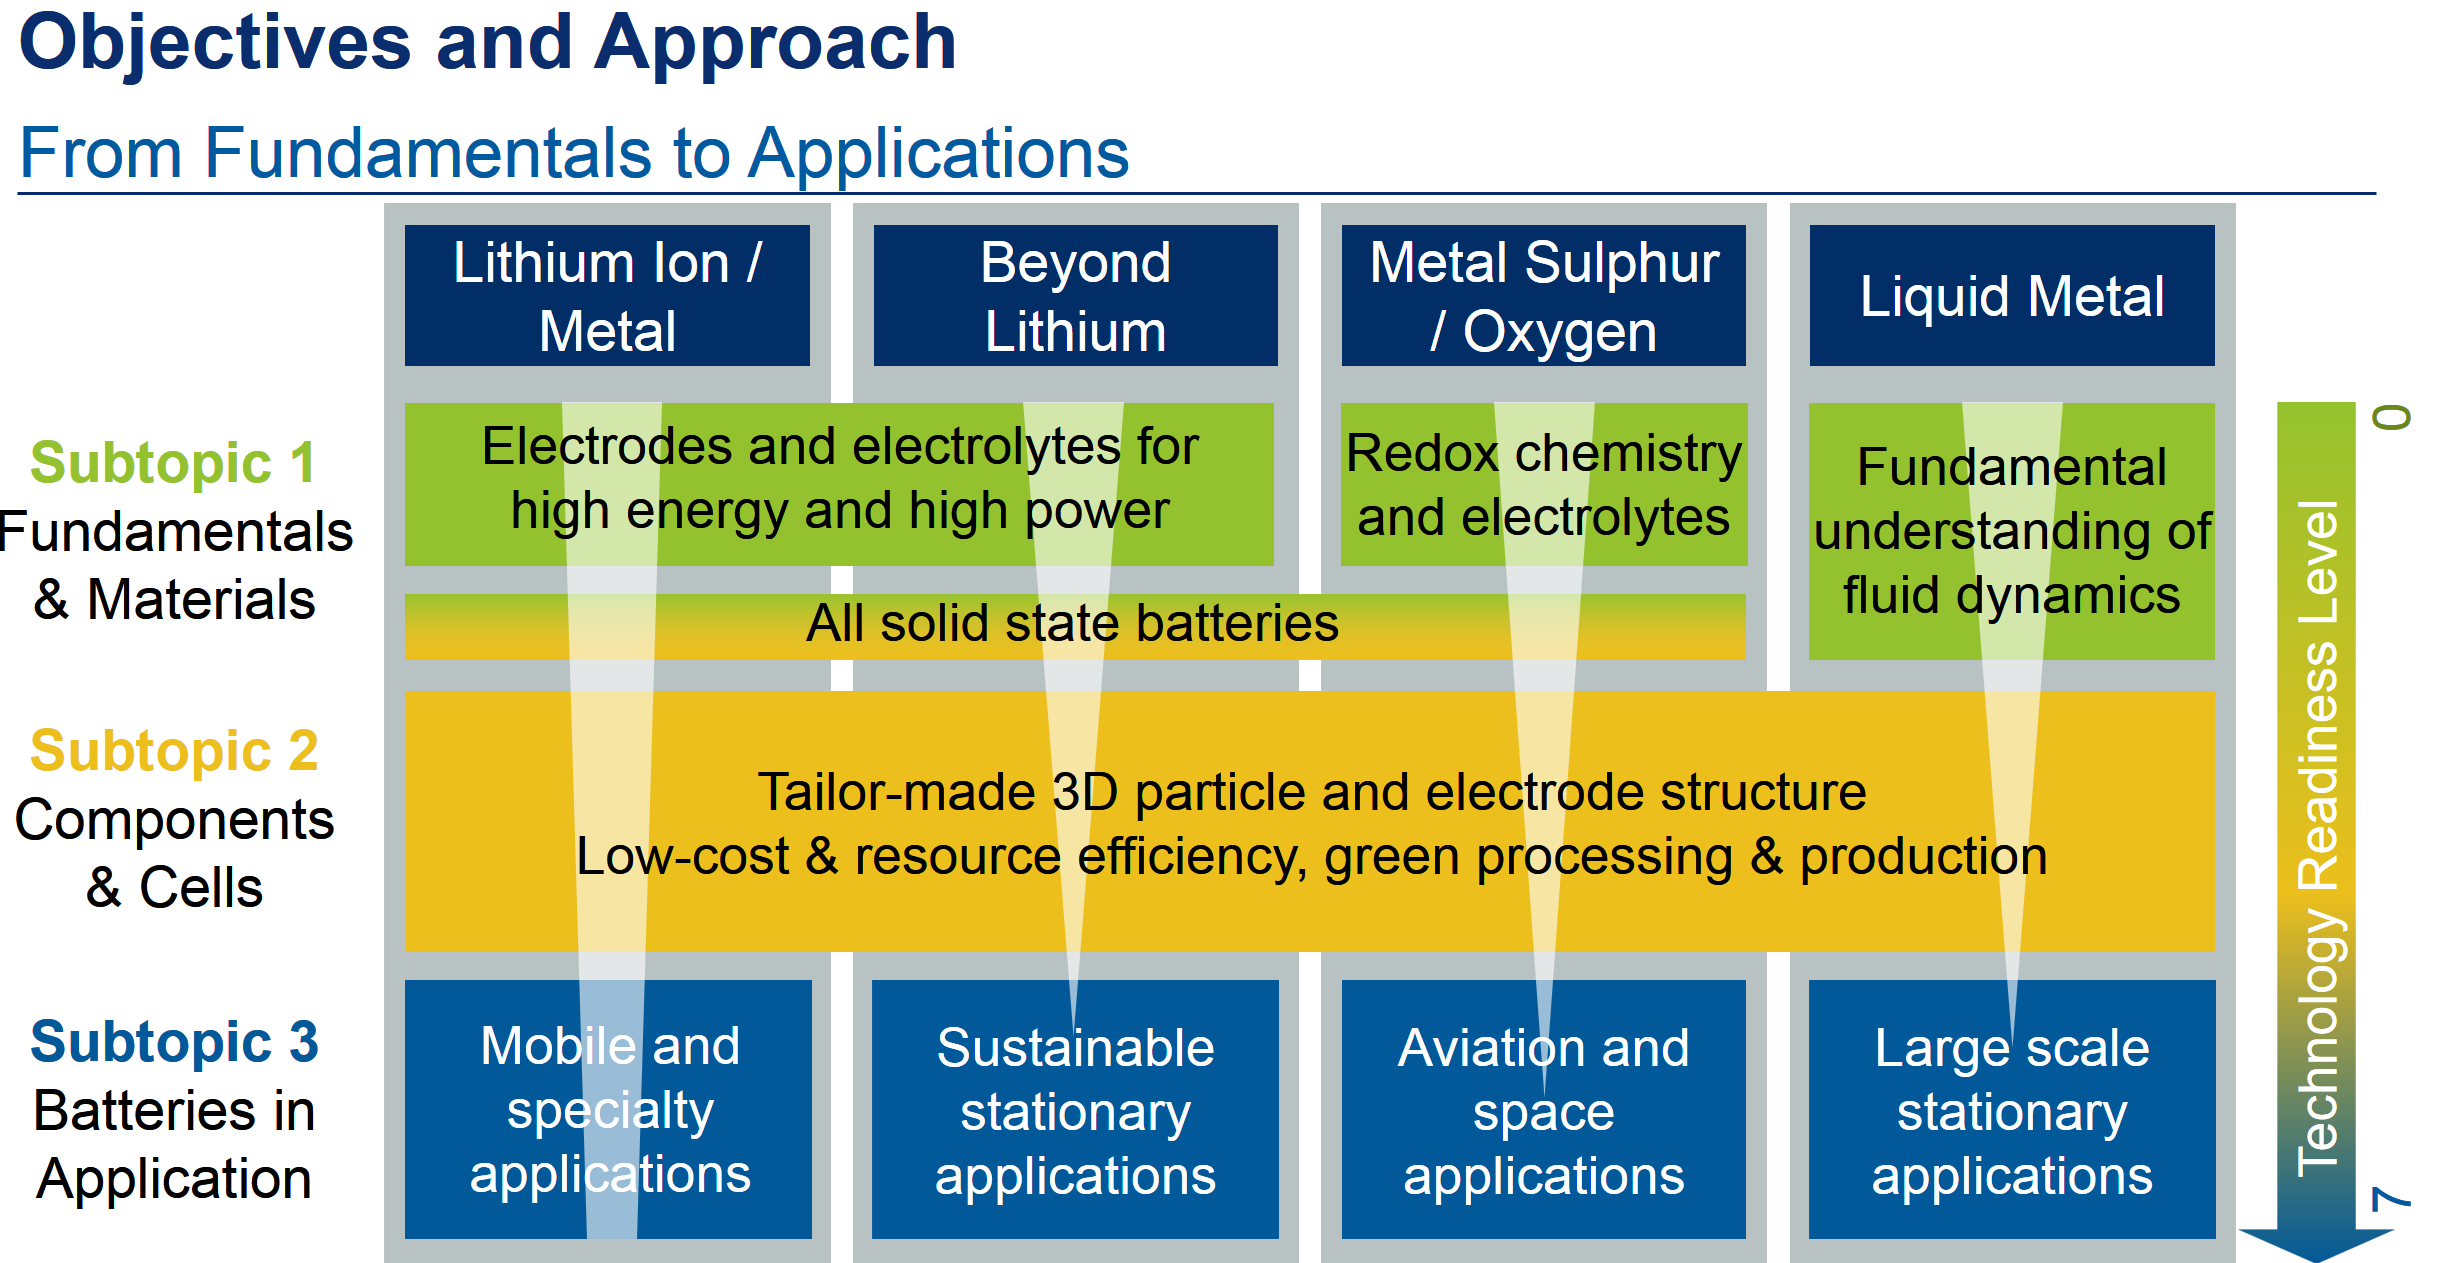 Objectives and Approach
From Fundamentals to Applications
Lithium Ion /
Metal
Beyond
Lithium
Metal Sulphur
/ Oxygen
Liquid Metal
Subtopic 1
Fundamentals
& Materials
Electrodes and electrolytes for
high energy and high power
Redox chemistry
and electrolytes
Fundamental
understanding of
fluid dynamics
All solid state batteries
Subtopic 2
Components
& Cells
Tailor-made 3D particle and electrode structure
Low-cost & resource efficiency, green processing & production
Subtopic 3
Batteries in
Application
Mobile and
specialty
applications
Sustainable
stationary
applications
Aviation and
space
applications
Large scale
stationary
applications
0
Technology Readiness Level
7